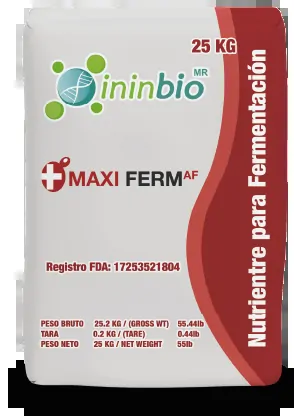 25 KG
ininbio MR
MAXI FERM AF
Nutrientre para Fermentación
Registro FDA: 17253521804
PESO BRUTO 25.2 KG / (GROSS WT) 55.44lb
TARA 0.2 KG / (TARE) 0.44lb
PESO NETO 25 KG / NET WEIGHT 55lb